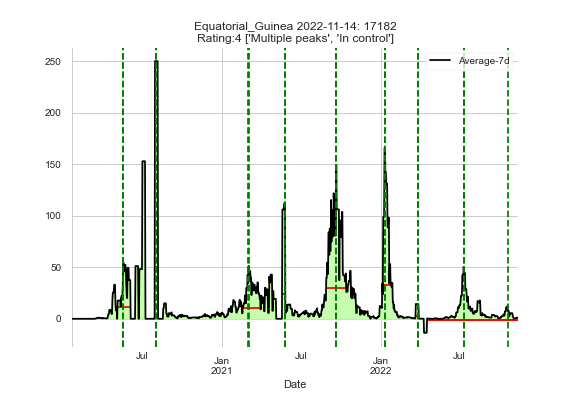 Equatorial_Guinea 2022-11-14: 17182
Rating:4 ['Multiple peaks', 'In control']
Average-7d
250
200
150
100
50
0
Jul
Jan
2021
Jul
Jan
2022
Jul
Date